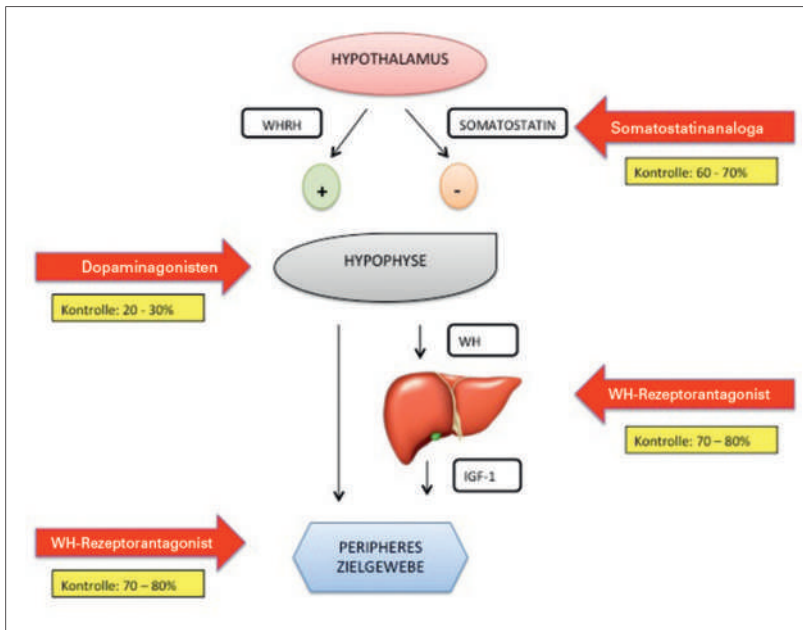 HYPOTHALAMUS
WHRH
SOMATOSTATIN
Somatostatinanaloga
Kontrolle: 60 - 70%
+
-
Dopaminagonisten
Kontrolle: 20 - 30%
HYPOPHYSE
WH
WH-Rezeptorantagonist
Kontrolle: 70 – 80%
IGF-1
WH-Rezeptorantagonist
Kontrolle: 70 – 80%
PERIPHERES
ZIELGEWEBE